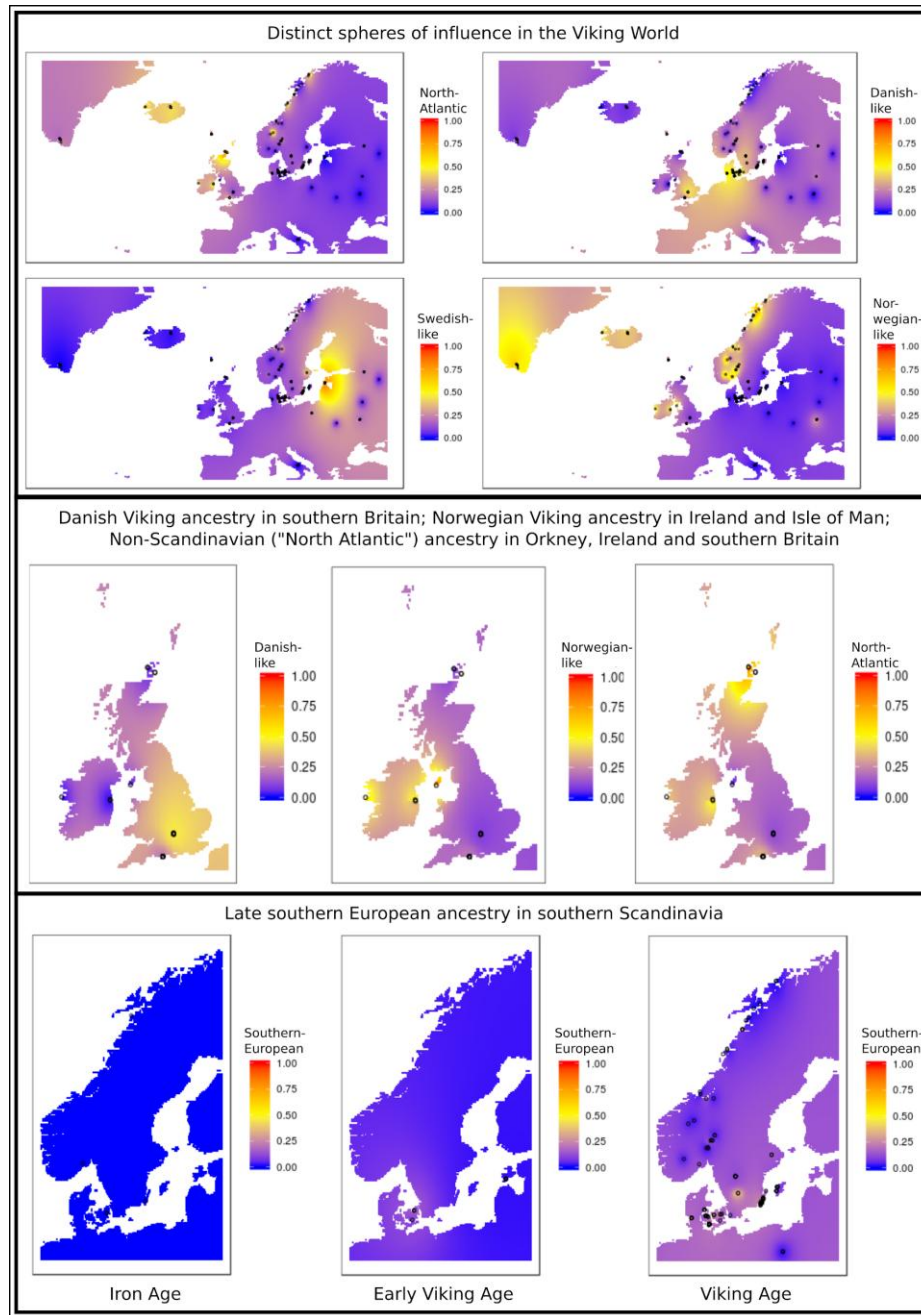 Distinct spheres of influence in the Viking World
North-
Atlantic
1.00
0.75
0.50
0.25
0.00
Danish-
like
1.00
0.75
0.50
0.25
0.00
Swedish-
like
1.00
0.75
0.50
0.25
0.00
Nor-
wegian-
like
1.00
0.75
0.50
0.25
0.00
Danish Viking ancestry in southern Britain; Norwegian Viking ancestry in Ireland and Isle of Man;
Non-Scandinavian ("North Atlantic") ancestry in Orkney, Ireland and southern Britain
Danish-
like
1.00
0.75
0.50
0.25
0.00
Norwegian-
like
1.00
0.75
0.50
0.25
0.00
North-
Atlantic
1.00
0.75
0.50
0.25
0.00
Late southern European ancestry in southern Scandinavia
Southern-
European
1.00
0.75
0.50
0.25
0.00
Southern-
European
1.00
0.75
0.50
0.25
0.00
Southern-
European
1.00
0.75
0.50
0.25
0.00
Iron Age
Early Viking Age
Viking Age